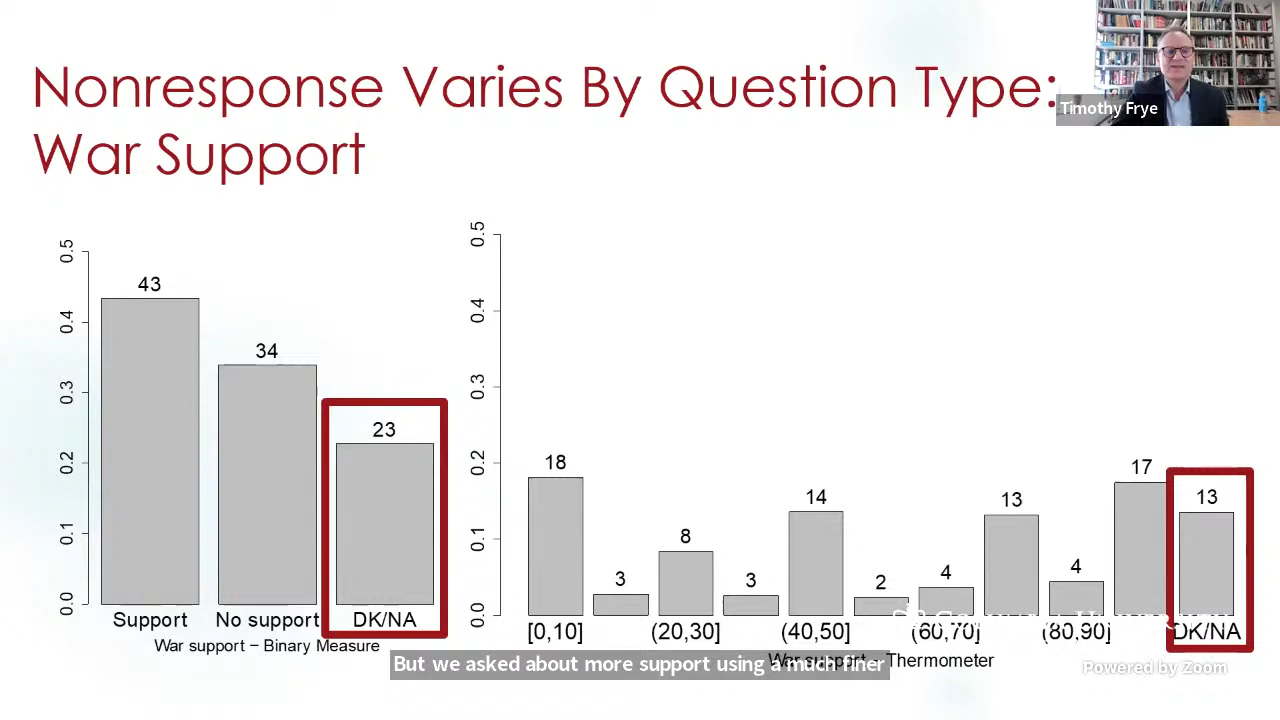 Nonresponse Varies By Question Type:
War Support
Timothy Frye
0.5
0.4
0.3
0.2
0.1
0.0
43
34
23
Support No support DK/NA
War support − Binary Measure
0.5
0.4
0.3
0.2
0.1
0.0
18
3
8
3
14
2
4
13
4
17
13
[0,10] (20,30] (40,50] (60,70] (80,90] DK/NA
War support Thermometer
But we asked about more support using a much finer
Powered by Zoom